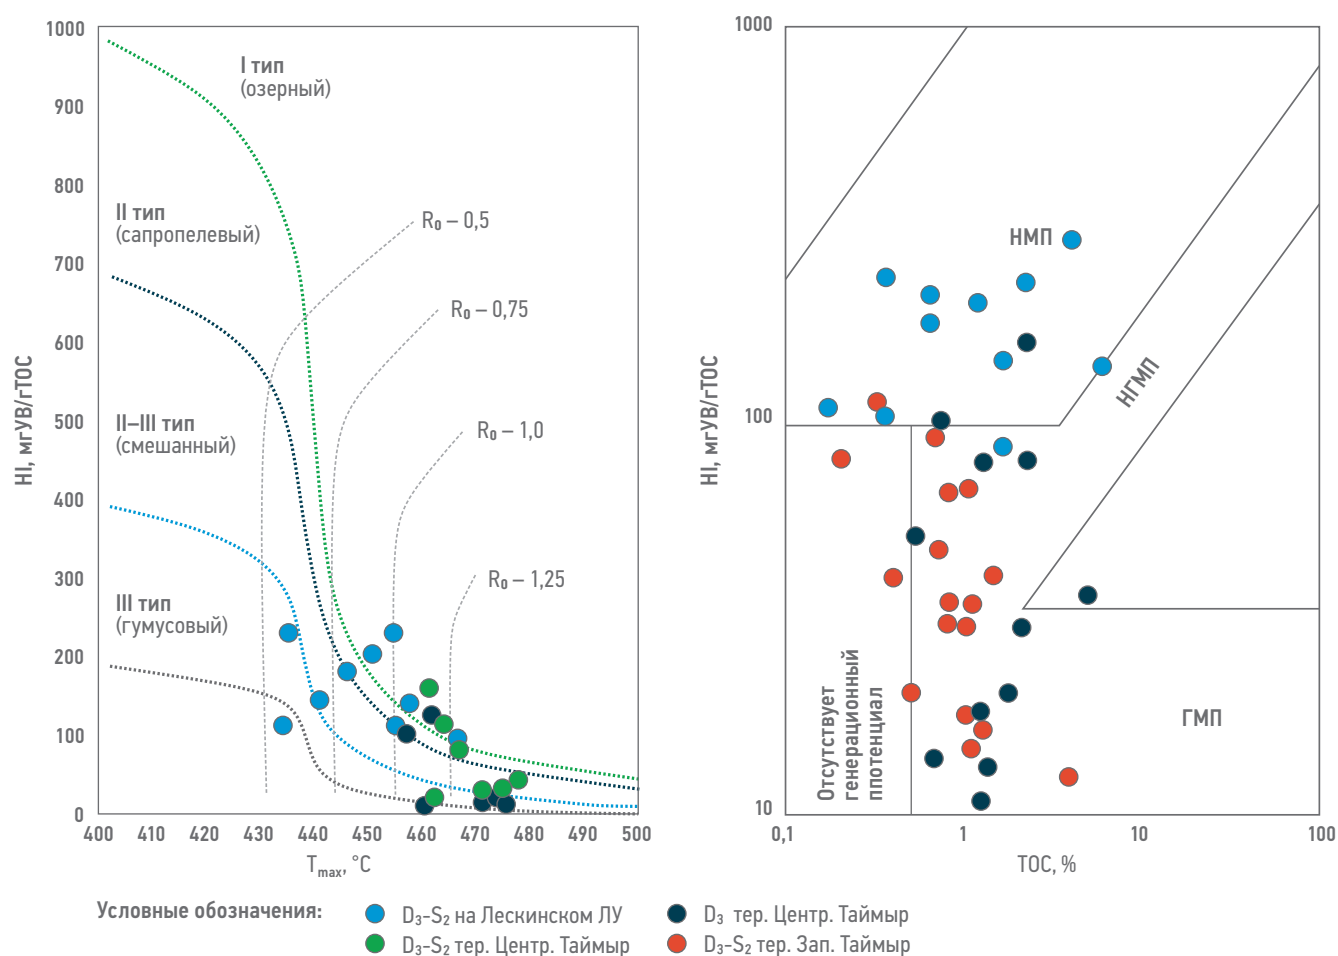 1000
900
800
700
600
500
400
300
200
100
0
HI, мгУВ/гТОС
I тип
(озерный)
II тип
(сапропелевый)
II–III тип
(смешанный)
III тип
(гумусовый)
R₀ – 0,5
R₀ – 0,75
R₀ – 1,0
R₀ – 1,25
400 410 420 430 440 450 460 470 480 490 500
Tmax, °C
1000
100
10
HI, мгУВ/гТОС
НМП
НГМП
ГМП
Отсутствует
генерационный
ппотенциал
0,1 1 10 100
ТОС, %
Условные обозначения:
D₃-S₂ на Лескинском ЛУ
D₃ тер. Центр. Таймыр
D₃-S₂ тер. Центр. Таймыр
D₃-S₂ тер. Зап. Таймыр